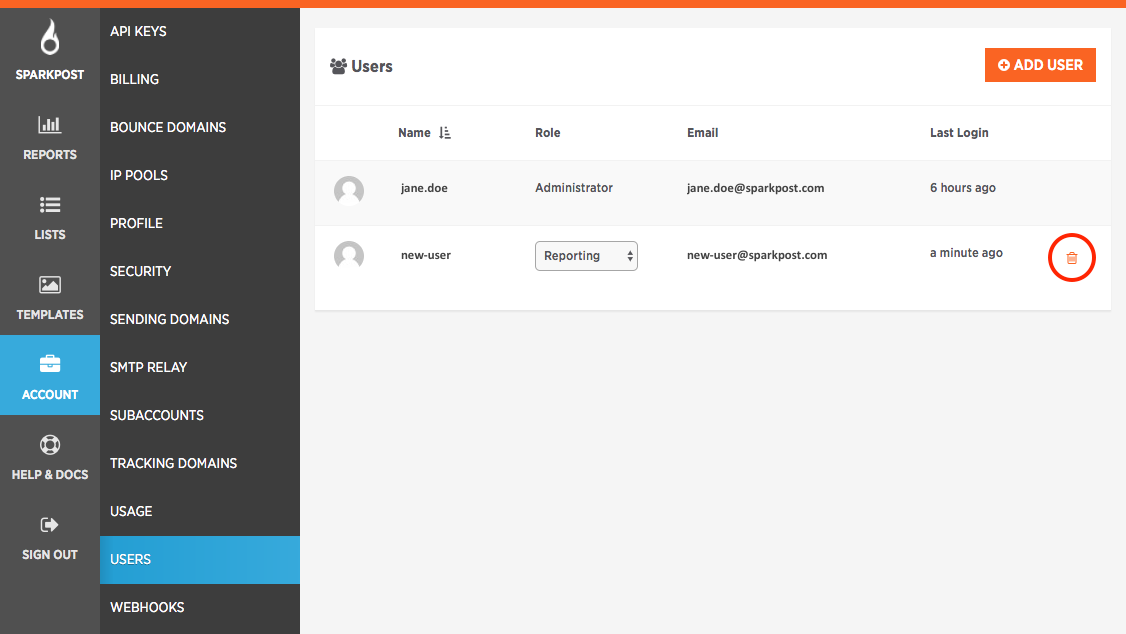 SPARKPOST
REPORTS
LISTS
TEMPLATES
ACCOUNT
HELP & DOCS
SIGN OUT
API KEYS
BILLING
BOUNCE DOMAINS
IP POOLS
PROFILE
SECURITY
SENDING DOMAINS
SMTP RELAY
SUBACCOUNTS
TRACKING DOMAINS
USAGE
USERS
WEBHOOKS
Users
ADD USER
Name Role Email Last Login
jane.doe Administrator jane.doe@sparkpost.com 6 hours ago
new-user Reporting new-user@sparkpost.com a minute ago